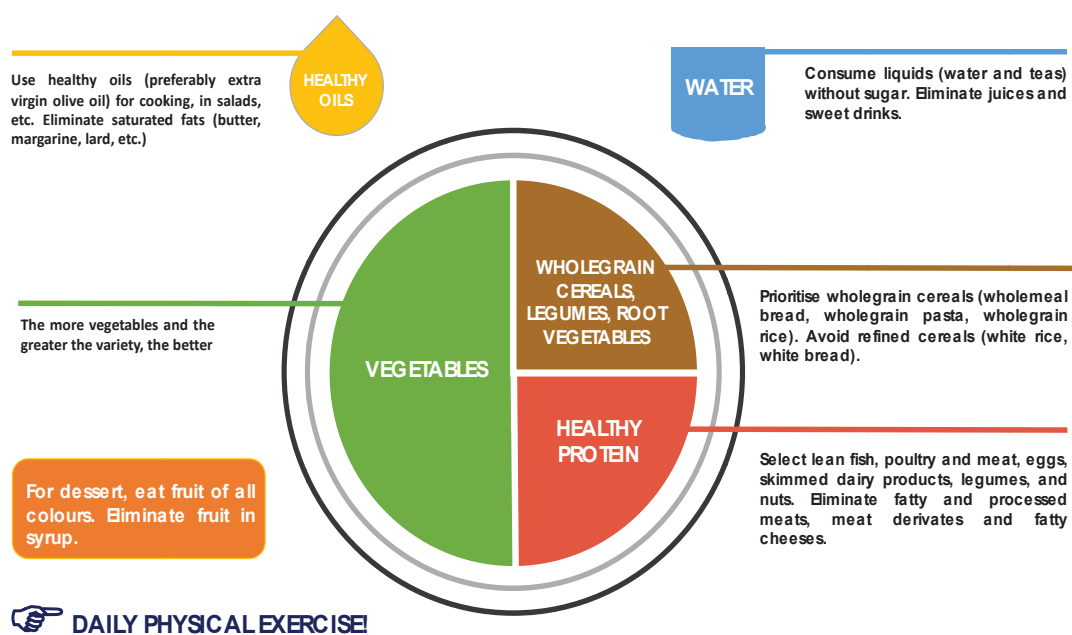 HEALTHY
OILS
Use healthy oils (preferably extra
virgin olive oil) for cooking, in salads,
etc. Eliminate saturated fats (butter,
margarine, lard, etc.)
WATER
Consume liquids (water and teas)
without sugar. Eliminate juices and
sweet drinks.
VEGETABLES
The more vegetables and the
greater the variety, the better
WHOLEGRAIN
CEREALS,
LEGUMES, ROOT
VEGETABLES
Prioritise wholegrain cereals (wholemeal
bread, wholegrain pasta, wholegrain
rice). Avoid refined cereals (white rice,
white bread).
HEALTHY
PROTEIN
Select lean fish, poultry and meat, eggs,
skimmed dairy products, legumes, and
nuts. Eliminate fatty and processed
meats, meat derivates and fatty
cheeses.
For dessert, eat fruit of all
colours. Eliminate fruit in
syrup.
DAILY PHYSICAL EXERCISE!